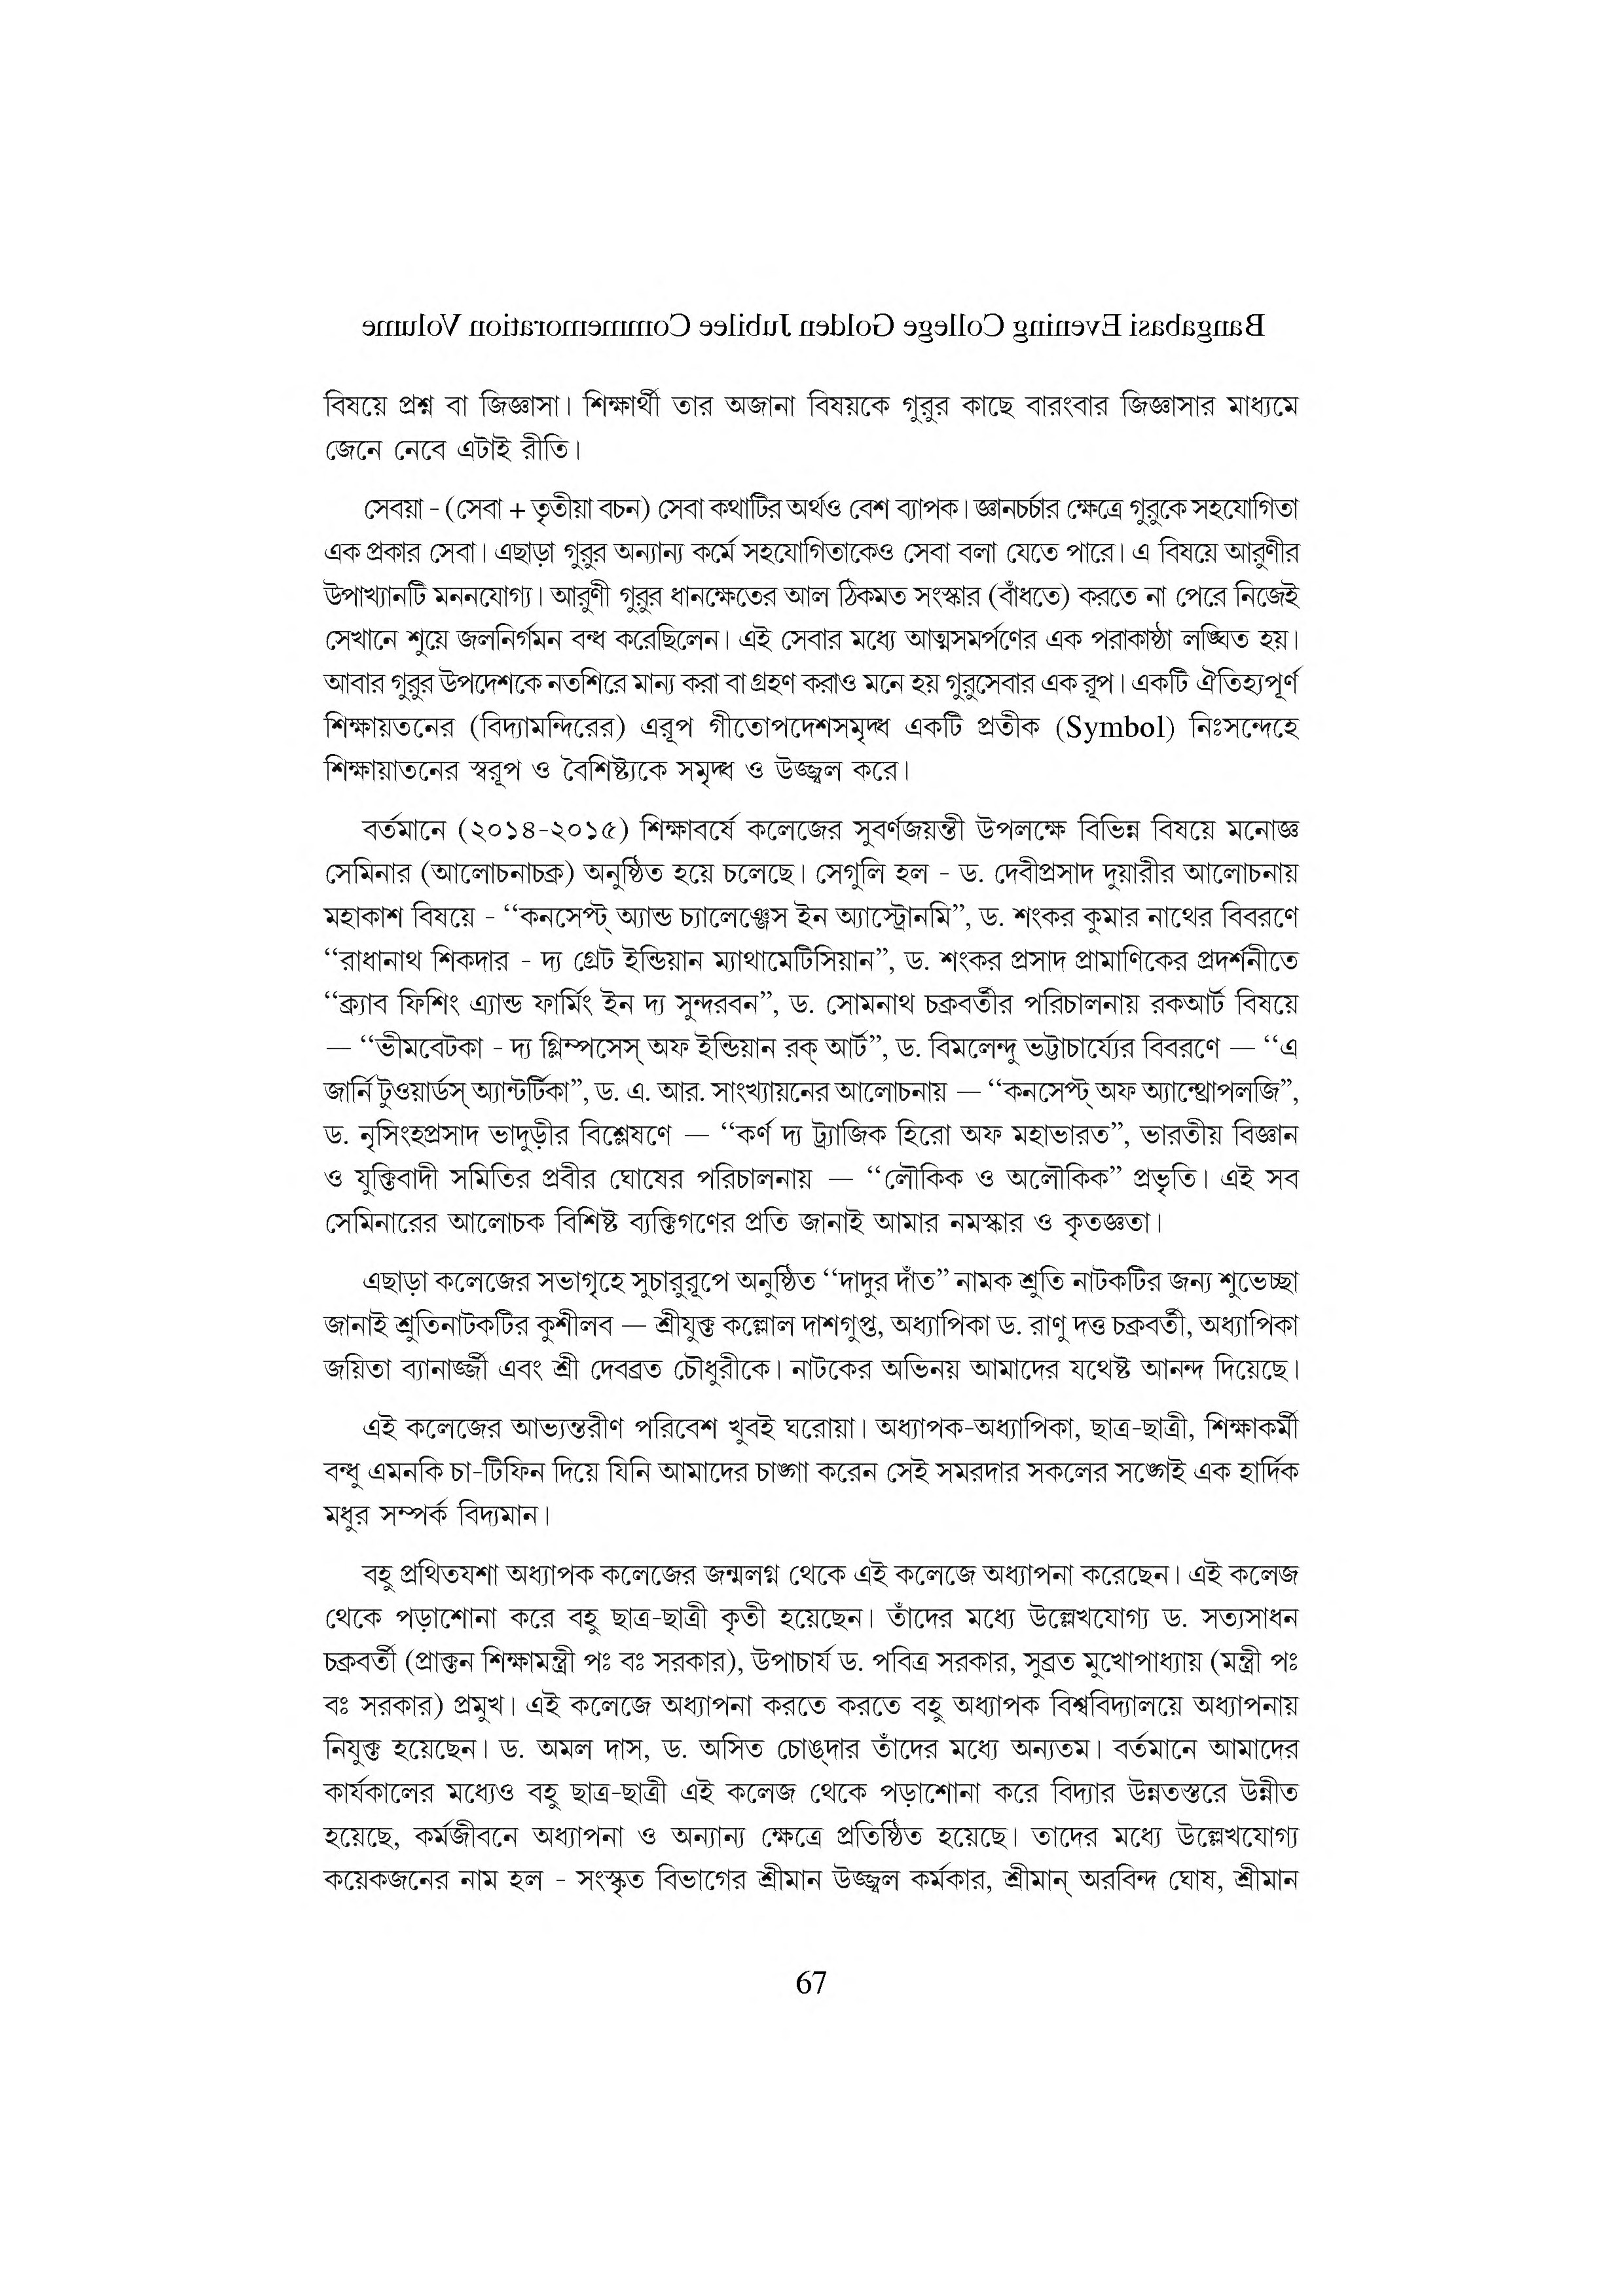 Bangabasi Evening College Golden Jubilee Commemoration Volume
বিষয়ে প্রশ্ন বা জিজ্ঞাসা। শিক্ষার্থী তার অজানা বিষয়কে গুরুর কাছে বারংবার জিজ্ঞাসার মাধ্যমে
জেনে নেবে এটাই রীতি।
সেবয়া - (সেবা + তৃতীয়া বচন) সেবা কথাটির অর্থও বেশ ব্যাপক। জ্ঞানচর্চার ক্ষেত্রে গুরুকে সহযোগিতা
এক প্রকার সেবা। এছাড়া গুরুর অন্যান্য কর্মে সহযোগিতাকেও সেবা বলা যেতে পারে। এ বিষয়ে আরুণীর
উপাখ্যানটি মননযোগ্য। আরুণী গুরুর ধানক্ষেতের আল ঠিকমত সংস্কার (বাঁধতে) করতে না পেরে নিজেই
সেখানে শুয়ে জলনির্গমন বন্ধ করেছিলেন। এই সেবার মধ্যে আত্মসমর্পণের এক পরাকাষ্ঠা লঙ্ঘিত হয়।
আবার গুরুর উপদেশকে নতশিরে মান্য করা বা গ্রহণ করাও মনে হয় গুরুসেবার এক রূপ। একটি ঐতিহ্যপূর্ণ
শিক্ষায়তনের (বিদ্যামন্দিরের) এরূপ গীতোপদেশসমৃদ্ধ একটি প্রতীক (Symbol) নিঃসন্দেহে
শিক্ষায়াতনের স্বরূপ ও বৈশিষ্ট্যকে সমৃদ্ধ ও উজ্জ্বল করে।
বর্তমানে (২০১৪-২০১৫) শিক্ষাবর্ষে কলেজের সুবর্ণজয়ন্তী উপলক্ষে বিভিন্ন বিষয়ে মনোজ্ঞ
সেমিনার (আলোচনাচক্র) অনুষ্ঠিত হয়ে চলেছে। সেগুলি হল - ড. দেবীপ্রসাদ দুয়ারীর আলোচনায়
মহাকাশ বিষয়ে - “কনসেপ্ট্ অ্যান্ড চ্যালেঞ্জেস ইন অ্যাস্ট্রোনমি”, ড. শংকর কুমার নাথের বিবরণে
“রাধানাথ শিকদার - দ্য গ্রেট ইন্ডিয়ান ম্যাথামেটিসিয়ান”, ড. শংকর প্রসাদ প্রামাণিকের প্রদর্শনীতে
“ক্র্যাব ফিশিং এ্যান্ড ফার্মিং ইন দ্য সুন্দরবন”, ড. সোমনাথ চক্রবর্তীর পরিচালনায় রকআর্ট বিষয়ে
— “ভীমবেটকা - দ্য গ্লিম্পসেস্ অফ ইন্ডিয়ান রক্ আর্ট”, ড. বিমলেন্দু ভট্টাচার্য্যের বিবরণে — “এ
জার্নি টুওয়ার্ডস্ অ্যান্টার্টিকা”, ড. এ. আর. সাংখ্যায়নের আলোচনায় — “কনসেপ্ট্ অফ অ্যান্থ্রোপলজি”,
ড. নৃসিংহপ্রসাদ ভাদুড়ীর বিশ্লেষণে — “কর্ণ দ্য ট্র্যাজিক হিরো অফ মহাভারত”, ভারতীয় বিজ্ঞান
ও যুক্তিবাদী সমিতির প্রবীর ঘোষের পরিচালনায় — “লৌকিক ও অলৌকিক” প্রভৃতি। এই সব
সেমিনারের আলোচক বিশিষ্ট ব্যক্তিগণের প্রতি জানাই আমার নমস্কার ও কৃতজ্ঞতা।
এছাড়া কলেজের সভাগৃহে সুচারুরূপে অনুষ্ঠিত “দাদুর দাঁত” নামক শ্রুতি নাটকটির জন্য শুভেচ্ছা
জানাই শ্রুতিনাটকটির কুশীলব — শ্রীযুক্ত কল্লোল দাশগুপ্ত, অধ্যাপিকা ড. রাণু দত্ত চক্রবর্তী, অধ্যাপিকা
জয়িতা ব্যানার্জ্জী এবং শ্রী দেবব্রত চৌধুরীকে। নাটকের অভিনয় আমাদের যথেষ্ট আনন্দ দিয়েছে।
এই কলেজের আভ্যন্তরীণ পরিবেশ খুবই ঘরোয়া। অধ্যাপক-অধ্যাপিকা, ছাত্র-ছাত্রী, শিক্ষাকর্মী
বন্ধু এমনকি চা-টিফিন দিয়ে যিনি আমাদের চাঙ্গা করেন সেই সমরদার সকলের সঙ্গেই এক হার্দিক
মধুর সম্পর্ক বিদ্যমান।
বহু প্রথিতযশা অধ্যাপক কলেজের জন্মলগ্ন থেকে এই কলেজে অধ্যাপনা করেছেন। এই কলেজ
থেকে পড়াশোনা করে বহু ছাত্র-ছাত্রী কৃতী হয়েছেন। তাঁদের মধ্যে উল্লেখযোগ্য ড. সত্যসাধন
চক্রবর্তী (প্রাক্তন শিক্ষামন্ত্রী পঃ বঃ সরকার), উপাচার্য ড. পবিত্র সরকার, সুব্রত মুখোপাধ্যায় (মন্ত্রী পঃ
বঃ সরকার) প্রমুখ। এই কলেজে অধ্যাপনা করতে করতে বহু অধ্যাপক বিশ্ববিদ্যালয়ে অধ্যাপনায়
নিযুক্ত হয়েছেন। ড. অমল দাস, ড. অসিত চোঙ্দার তাঁদের মধ্যে অন্যতম। বর্তমানে আমাদের
কার্যকালের মধ্যেও বহু ছাত্র-ছাত্রী এই কলেজ থেকে পড়াশোনা করে বিদ্যার উন্নতস্তরে উন্নীত
হয়েছে, কর্মজীবনে অধ্যাপনা ও অন্যান্য ক্ষেত্রে প্রতিষ্ঠিত হয়েছে। তাদের মধ্যে উল্লেখযোগ্য
কয়েকজনের নাম হল - সংস্কৃত বিভাগের শ্রীমান উজ্জ্বল কর্মকার, শ্রীমান্ অরবিন্দ ঘোষ, শ্রীমান
67